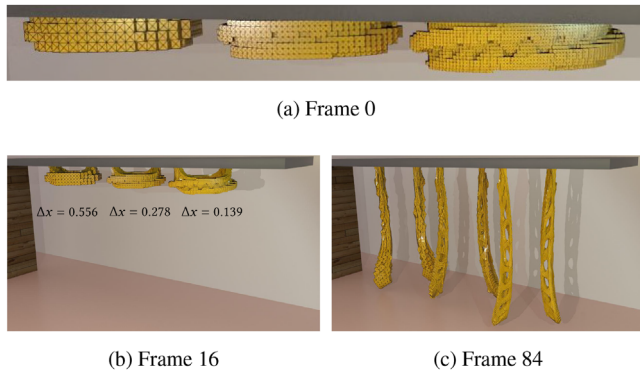 (a) Frame 0
Δx = 0.556 Δx = 0.278 Δx = 0.139
(b) Frame 16
(c) Frame 84